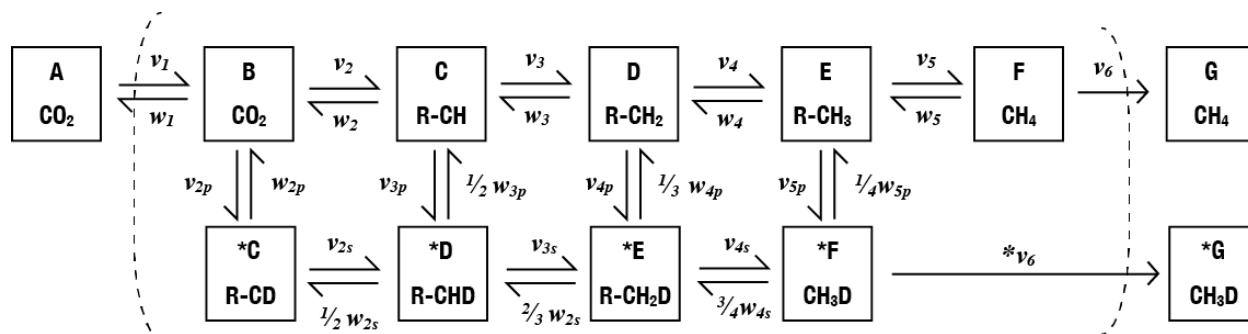 A
CO₂
v₁
w₁
B
CO₂
v₂
w₂
C
R-CH
v₃
w₃
D
R-CH₂
v₄
w₄
E
R-CH₃
v₅
w₅
F
CH₄
v₆
G
CH₄
v₂ₚ
w₂ₚ
v₃ₚ
1/2 w₃ₚ
v₄ₚ
1/3 w₄ₚ
v₅ₚ
1/4w₅ₚ
*C
R-CD
v₂ₛ
1/2 w₂ₛ
*D
R-CHD
v₃ₛ
2/3 w₂ₛ
*E
R-CH₂D
v₄ₛ
3/4w₄ₛ
*F
CH₃D
*v₆
*G
CH₃D